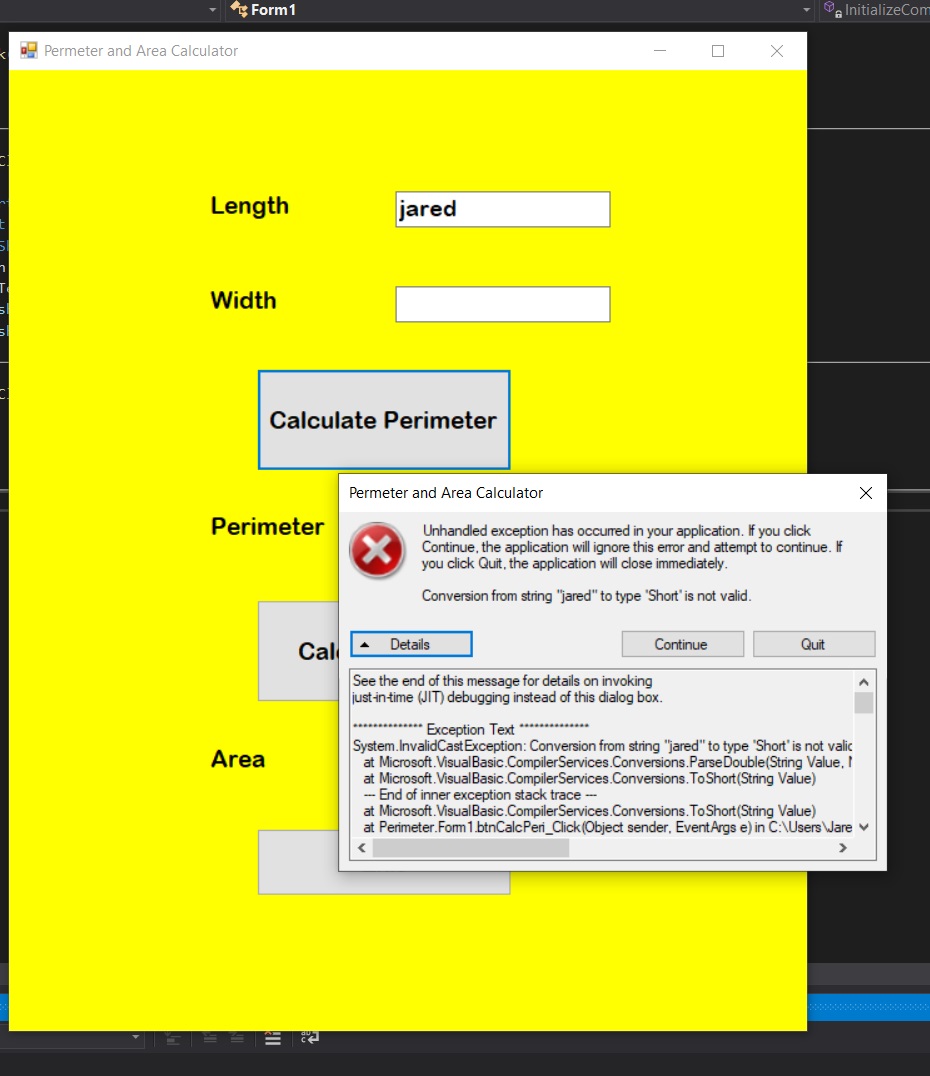 Form1
InitializeCom
Permeter and Area Calculator
Length
jared
Width
Calculate Perimeter
Perimeter
Cal
Area
Permeter and Area Calculator
Unhandled exception has occurred in your application. If you click
Continue, the application will ignore this error and attempt to continue. If
you click Quit, the application will close immediately.
Conversion from string "jared" to type 'Short' is not valid.
Details
Continue
Quit
See the end of this message for details on invoking
just-in-time (JIT) debugging instead of this dialog box.
************** Exception Text **************
System.InvalidCastException: Conversion from string "jared" to type 'Short' is not valid
at Microsoft.VisualBasic.CompilerServices.Conversions.ParseDouble(String Value,
at Microsoft.VisualBasic.CompilerServices.Conversions.ToShort(String Value)
--- End of inner exception stack trace ---
at Microsoft.VisualBasic.CompilerServices.Conversions.ToShort(String Value)
at Perimeter.Form1.btnCalcPeri_Click(Object sender, EventArgs e) in C:\Users\Jare